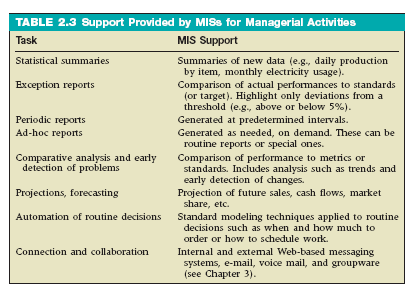 TABLE 2.3 Support Provided by MISs for Managerial Activities
Task MIS Support
Statistical summaries Summaries of new data (e.g., daily production
by item, monthly electricity usage).
Exception reports Comparison of actual performances to standards
(or target). Highlight only deviations from a
threshold (e.g., above or below 5%).
Periodic reports Generated at predetermined intervals.
Ad-hoc reports Generated as needed, on demand. These can be
routine reports or special ones.
Comparative analysis and early Comparison of performance to metrics or
detection of problems standards. Includes analysis such as trends and
early detection of changes.
Projections, forecasting Projection of future sales, cash flows, market
share, etc.
Automation of routine decisions Standard modeling techniques applied to routine
decisions such as when and how much to
order or how to schedule work.
Connection and collaboration Internal and external Web-based messaging
systems, e-mail, voice mail, and groupware
(see Chapter 3).